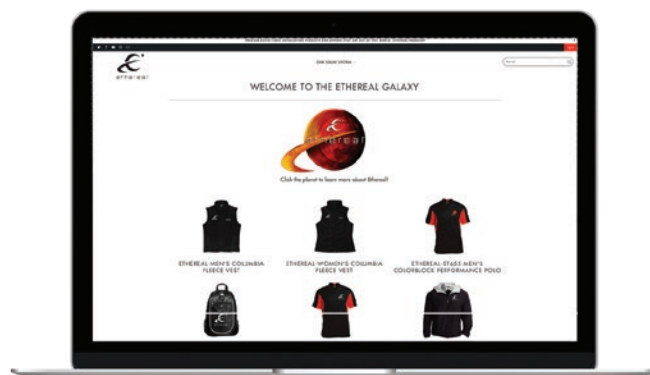 OUR SOLAR SYSTEM
ethereal
WELCOME TO THE ETHEREAL GALAXY
ethereal
Click the planet to learn more about Ethereal!
ETHEREAL-MEN'S COLUMBIA
FLEECE VEST
ETHEREAL-WOMEN'S COLUMBIA
FLEECE VEST
ETHEREAL-ST655 MEN'S
COLORBLOCK PERFORMANCE POLO